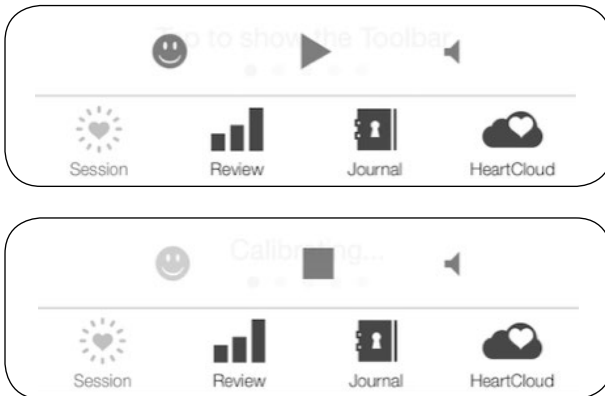 Tap to show the Toolbar
Session Review Journal HeartCloud
Calibrating...
Session Review Journal HeartCloud